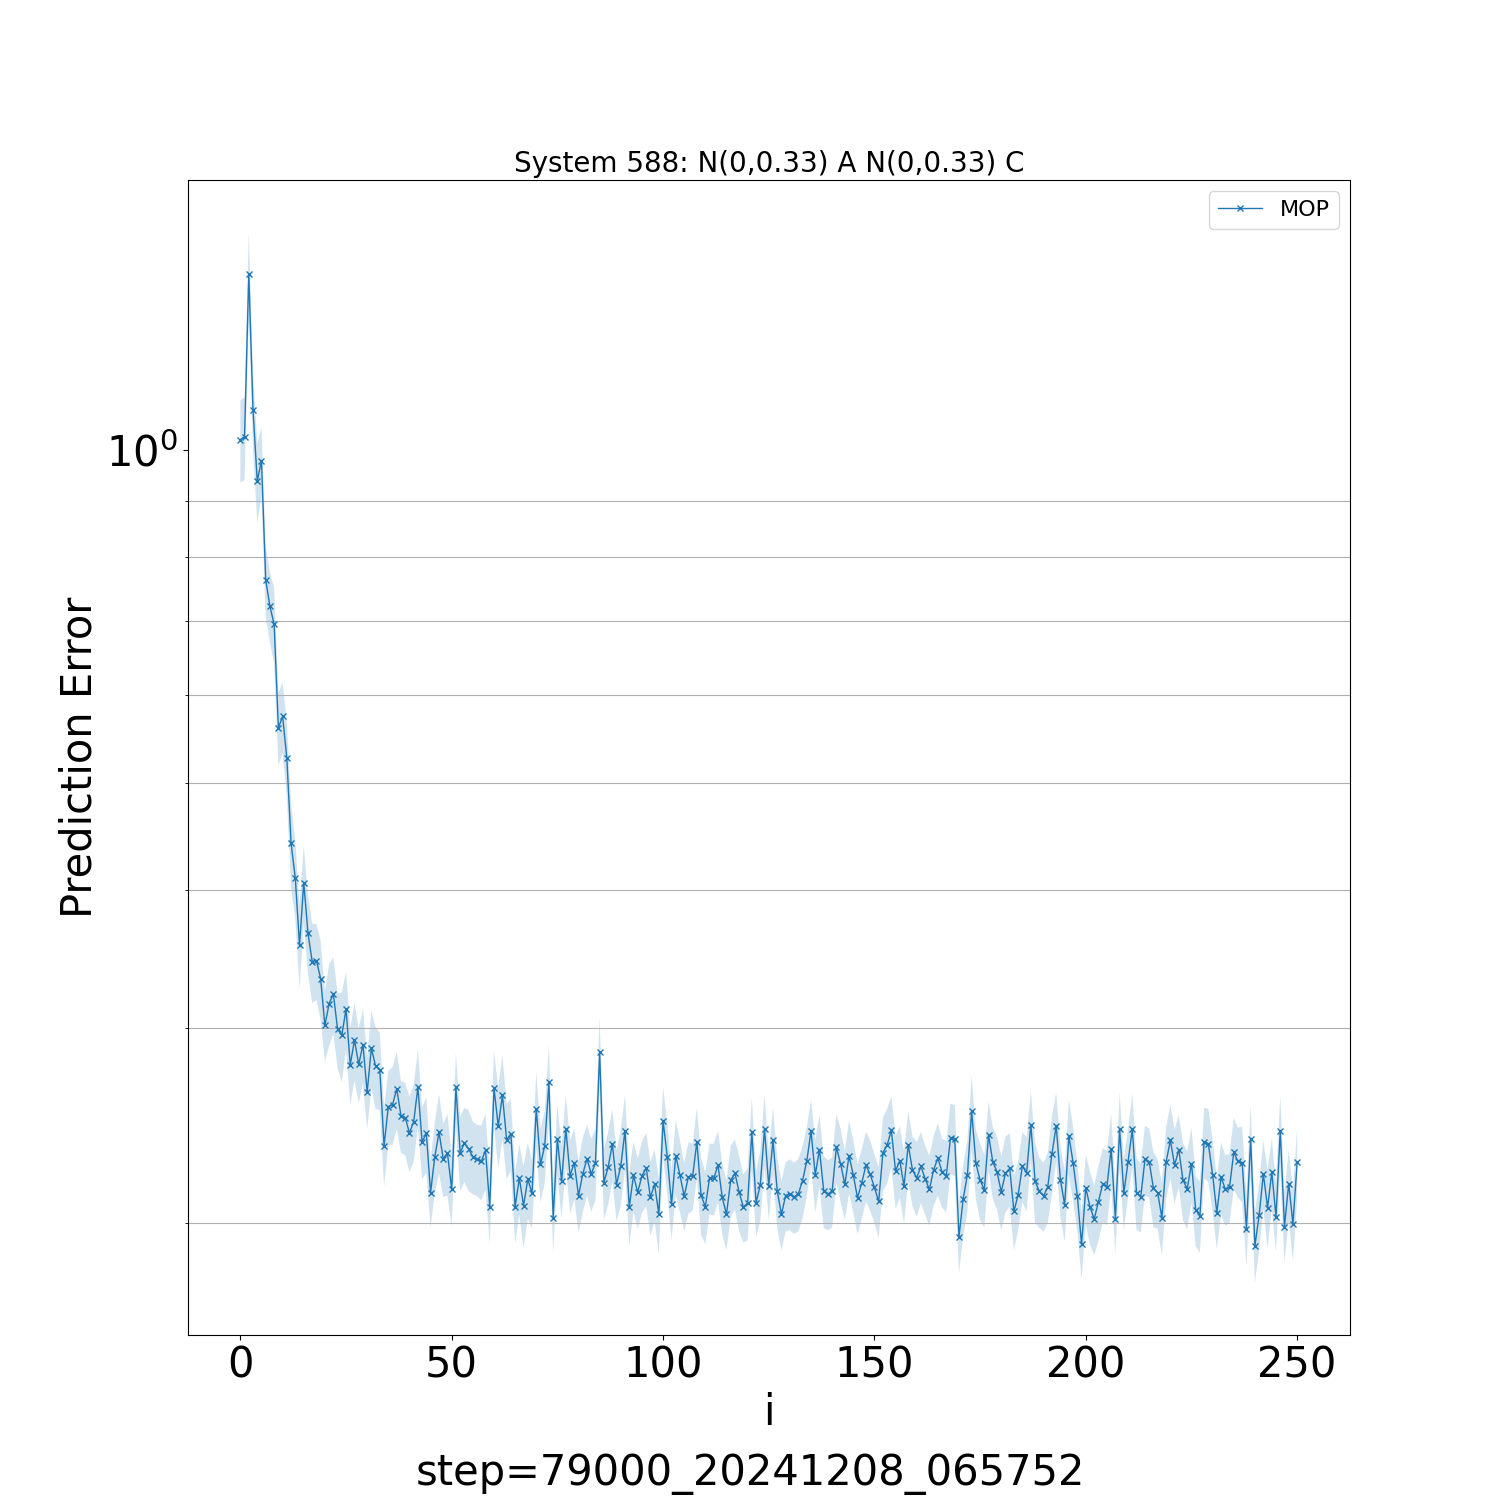 System 588: N(0,0.33) A N(0,0.33) C
MOP
10⁰
Prediction Error
0 50 100 150 200 250
i
step=79000_20241208_065752